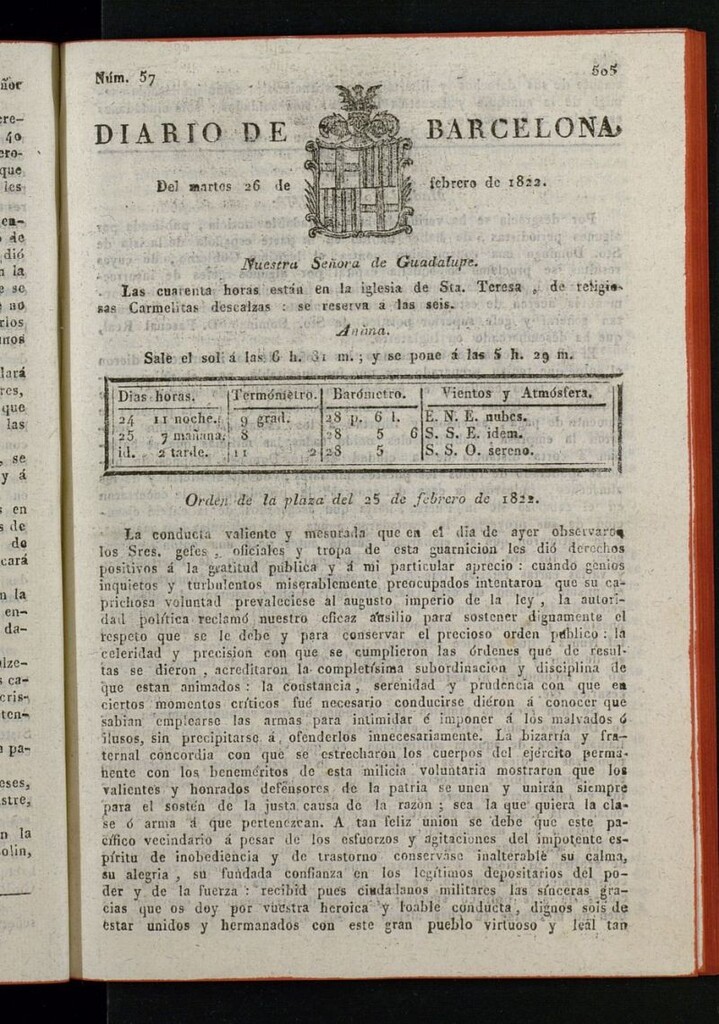 Núm. 57
505
DIARIO DE BARCELONA,
Del martes 26 de febrero de 1822.
Nuestra Señora de Guadalupe.
Las cuarenta horas están en la iglesia de Sta. Teresa, de religio-
sas Carmelitas descalzas: se reserva a las seis.
Sale el sol á las 6 h. 31 m.; y se pone á las 5 h. 29 m.
Dias horas. Termómetro. Barómetro. Vientos y Atmósfera.
24 11 noche. 9 grad. 28 p. 6 l. E. N. E. nubes.
25 7 mañana. 8 28 5 6 S. S. E. idem.
id. 2 tarde. 11 2 28 5 S. S. O. sereno.
Orden de la plaza del 25 de febrero de 1822.
La conducta valiente y mesurada que en el dia de ayer observaron
los Sres. gefes, oficiales y tropa de esta guarnicion les dió derechos
positivos á la gratitud pública y á mi particular aprecio: cuándo genios
inquietos y turbulentos miserablemente preocupados intentaron que su ca-
prichosa voluntad prevaleciese al augusto imperio de la ley, la autori-
dad política reclamó nuestro eficaz ausilio para sostener dignamente el
respeto que se le debe y para conservar el precioso orden público: la
celeridad y precision con que se cumplieron las órdenes que de resul-
tas se dieron, acreditaron la completísima subordinacion y disciplina de
que estan animados: la constancia, serenidad y prudencia con que en
ciertos momentos críticos fué necesario conducirse diéron á conocer que
sabian emplearse las armas para intimidar é imponer á los malvados ó
ilusos, sin precipitarse á ofenderlos innecesariamente. La bizarría y fra-
ternal concordia con que se estrecharon los cuerpos del ejército perma-
nente con los beneméritos de esta milicia voluntaria mostraron que los
valientes y honrados defensores de la patria se unen y unirán siempre
para el sostén de la justa causa de la razon; sea la que quiera la cla-
se ó arma á que pertenezcan. A tan feliz union se debe que este pa-
cífico vecindario á pesar de los esfuerzos y agitaciones del impotente es-
píritu de inobediencia y de trastorno conservase inalterable su calma,
su alegria, su fundada confianza en los legítimos depositarios del po-
der y de la fuerza: recibid pues ciudadanos militares las sinceras gra-
cias que os doy por vuestra heroica y loable conducta, dignos sois de
estar unidos y hermanados con este gran pueblo virtuoso y leal tan